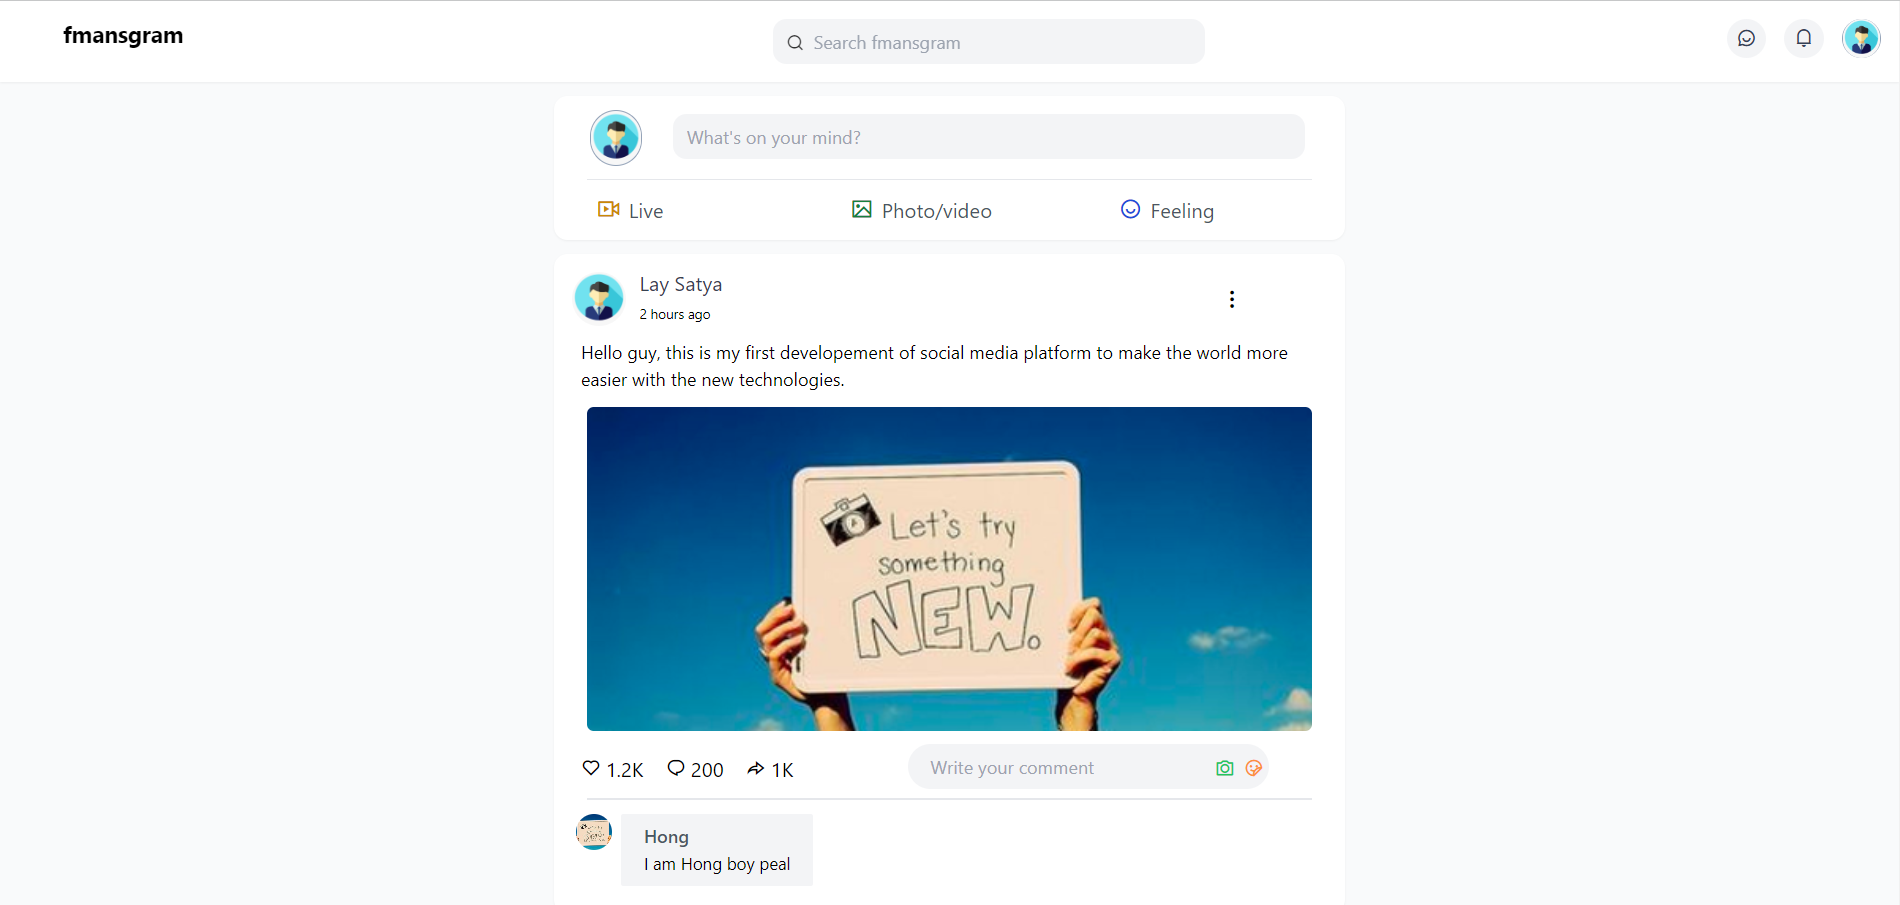 fmansgram
Search fmansgram
What's on your mind?
Live
Photo/video
Feeling
Lay Satya
2 hours ago
Hello guy, this is my first developement of social media platform to make the world more
easier with the new technologies.
Let's try
something
NEW.
1.2K
200
1K
Write your comment
Hong
I am Hong boy peal